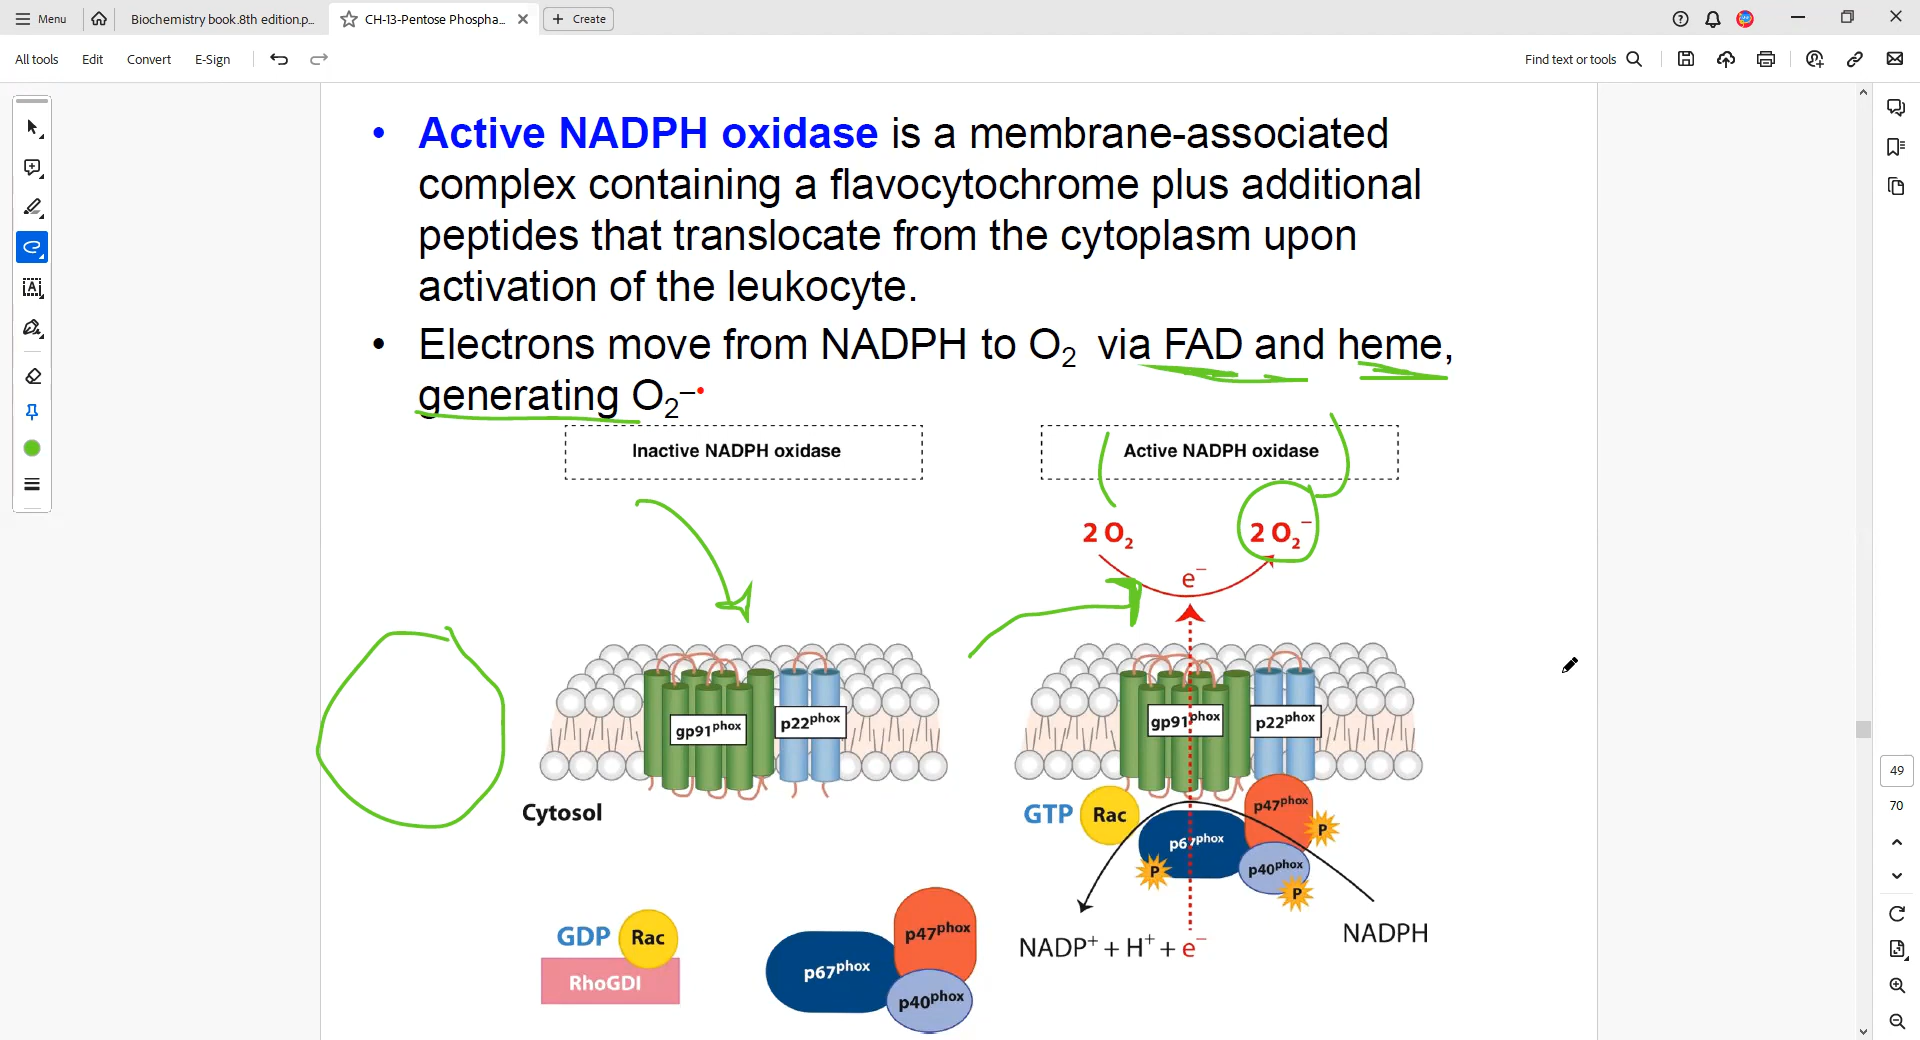 Menu
Biochemistry book.8th edition.p...
CH-13-Pentose Phospha...
Create
All tools
Edit
Convert
E-Sign
Find text or tools
• Active NADPH oxidase is a membrane-associated
complex containing a flavocytochrome plus additional
peptides that translocate from the cytoplasm upon
activation of the leukocyte.
• Electrons move from NADPH to O₂ via FAD and heme,
generating O₂⁻•
Inactive NADPH oxidase
Active NADPH oxidase
2 O₂
2 O₂⁻
e⁻
gp91phox
p22phox
gp91phox
p22phox
Cytosol
GTP
Rac
p67phox
p47phox
p40phox
P
P
P
NADP⁺ + H⁺ + e⁻
NADPH
GDP
Rac
RhoGDI
p67phox
p47phox
p40phox
49
70